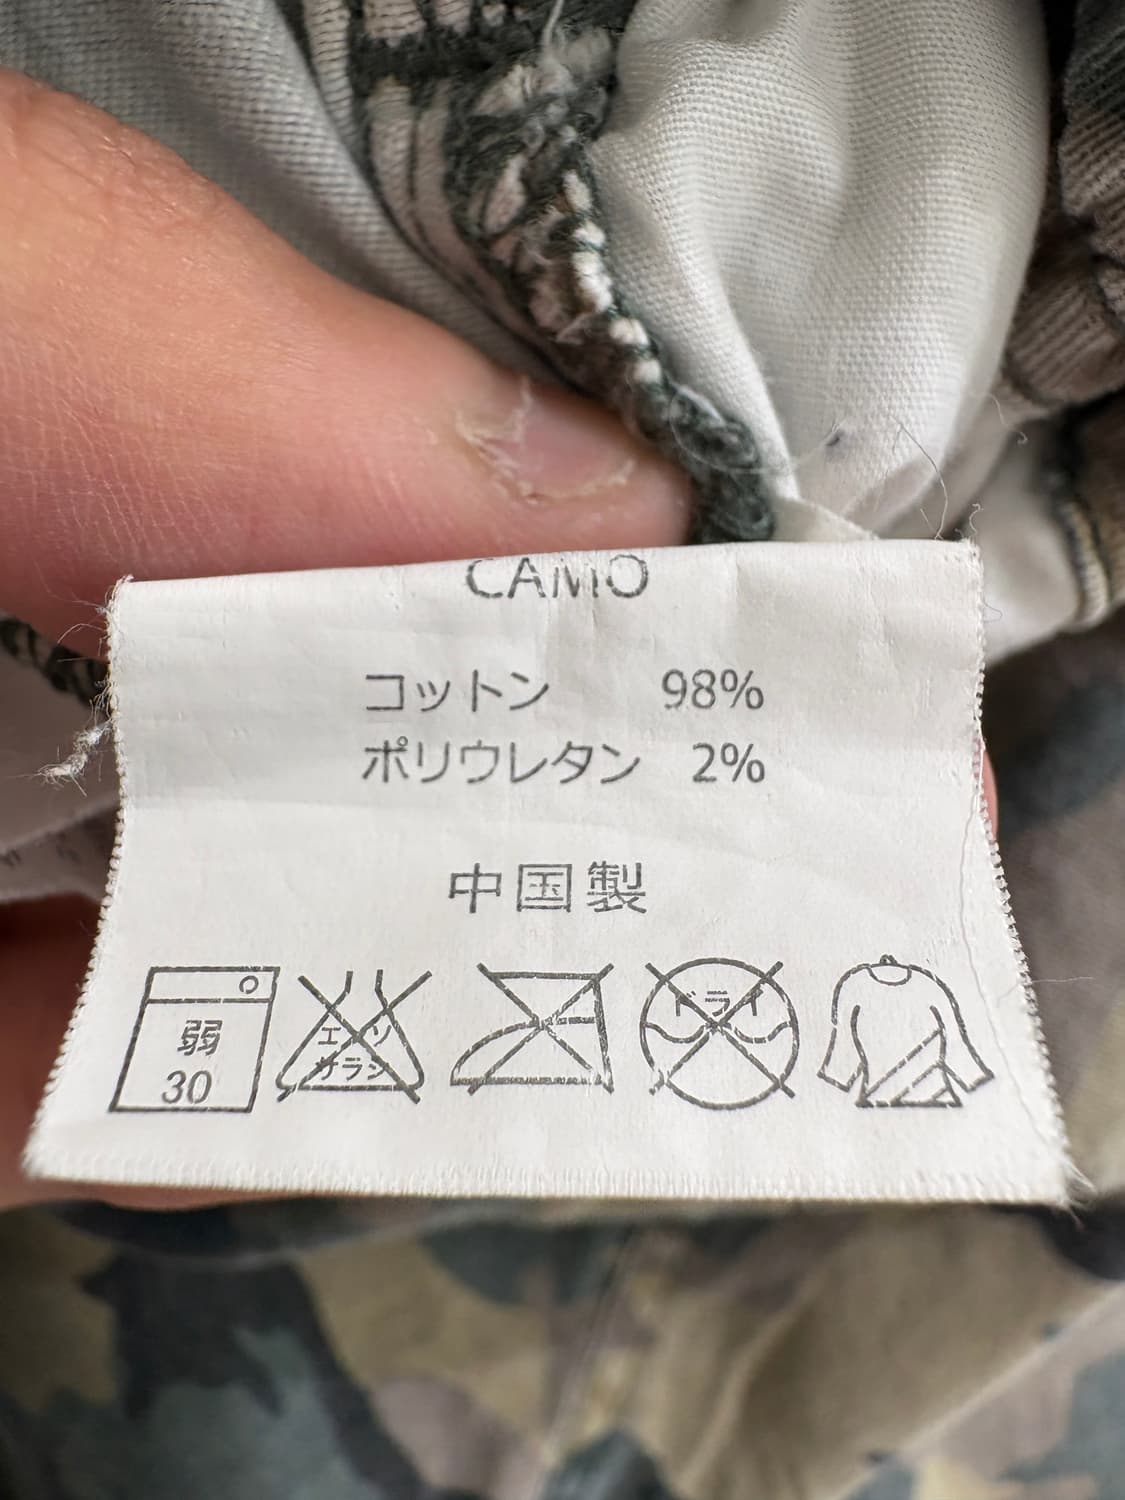 CAMO
コットン 98%
ポリウレタン 2%
中国製
弱
30
エンソ
サラシ
ドライ